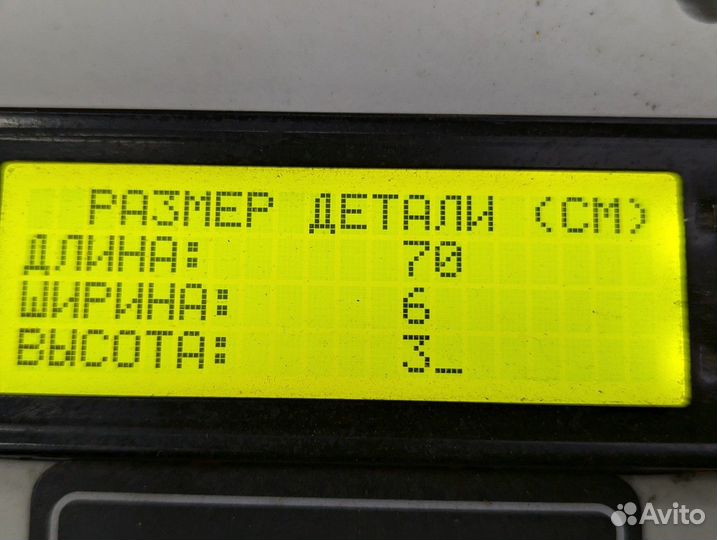 РАЗМЕР ДЕТАЛИ (СМ)
ДЛИНА: 70
ШИРИНА: 6
ВЫСОТА: 3_
Avito